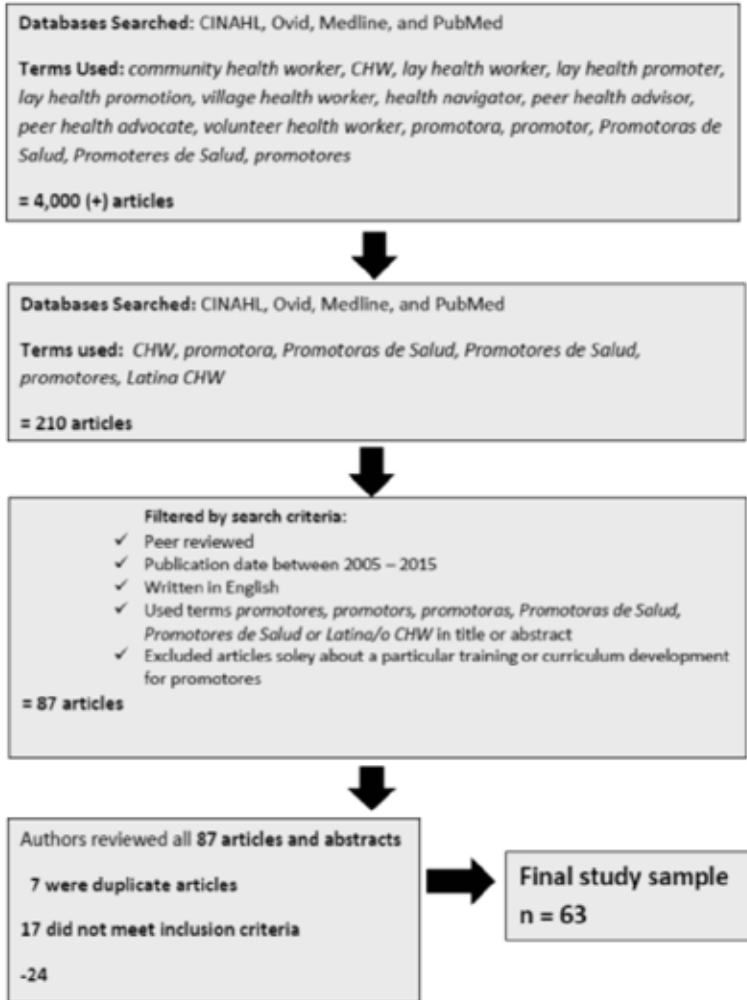 Databases Searched: CINAHL, Ovid, Medline, and PubMed
Terms Used: community health worker, CHW, lay health worker, lay health promoter,
lay health promotion, village health worker, health navigator, peer health advisor,
peer health advocate, volunteer health worker, promotora, promotor, Promotoras de
Salud, Promoteres de Salud, promotores
= 4,000 (+) articles
Databases Searched: CINAHL, Ovid, Medline, and PubMed
Terms used: CHW, promotora, Promotoras de Salud, Promotores de Salud,
promotores, Latina CHW
= 210 articles
Filtered by search criteria:
✓ Peer reviewed
✓ Publication date between 2005 – 2015
✓ Written in English
✓ Used terms promotores, promotors, promotoras, Promotoras de Salud,
Promotores de Salud or Latina/o CHW in title or abstract
✓ Excluded articles soley about a particular training or curriculum development
for promotores
= 87 articles
Authors reviewed all 87 articles and abstracts
7 were duplicate articles
17 did not meet inclusion criteria
-24
Final study sample
n = 63